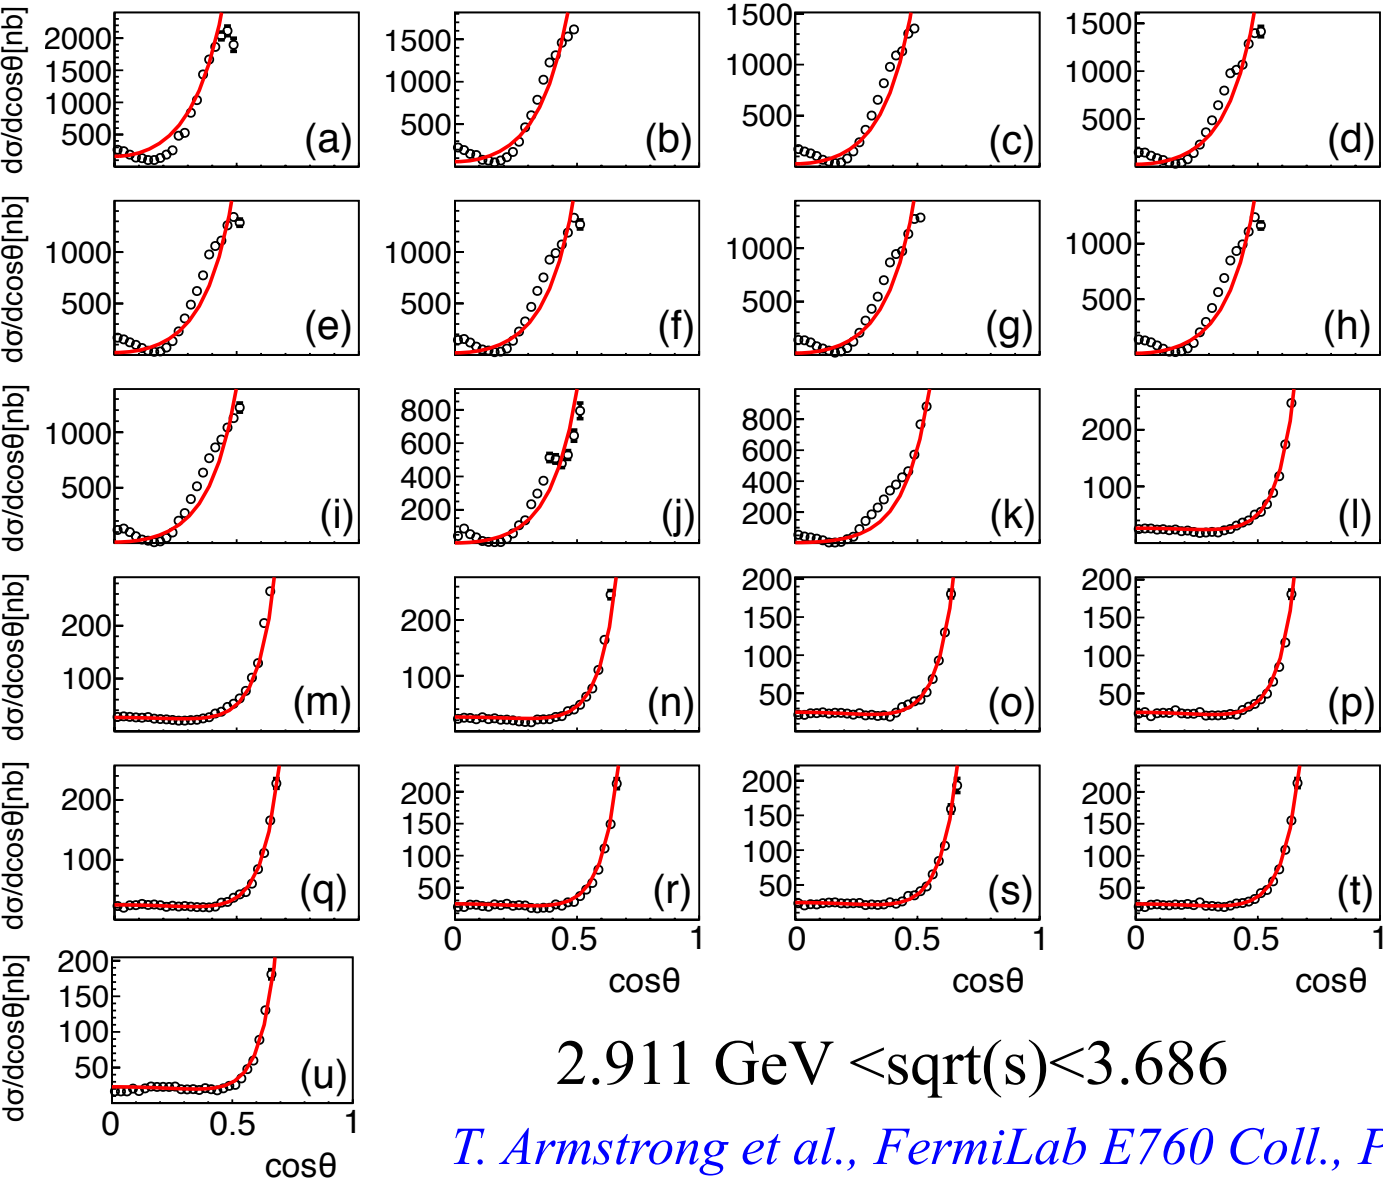 dσ/dcosθ[nb]
2000
1500
1000
500
(a)
1500
1000
500
(b)
1500
1000
500
(c)
1500
1000
500
(d)
dσ/dcosθ[nb]
1000
500
(e)
1000
500
(f)
1000
500
(g)
1000
500
(h)
dσ/dcosθ[nb]
1000
500
(i)
800
600
400
200
(j)
800
600
400
200
(k)
200
100
(l)
dσ/dcosθ[nb]
200
100
(m)
200
100
(n)
200
150
100
50
(o)
200
150
100
50
(p)
dσ/dcosθ[nb]
200
100
(q)
200
150
100
50
(r)
0 0.5 1
cosθ
200
150
100
50
(s)
0 0.5 1
cosθ
200
150
100
50
(t)
0 0.5 1
cosθ
dσ/dcosθ[nb]
200
150
100
50
(u)
0 0.5 1
cosθ
2.911 GeV <sqrt(s)<3.686
T. Armstrong et al., FermiLab E760 Coll., P